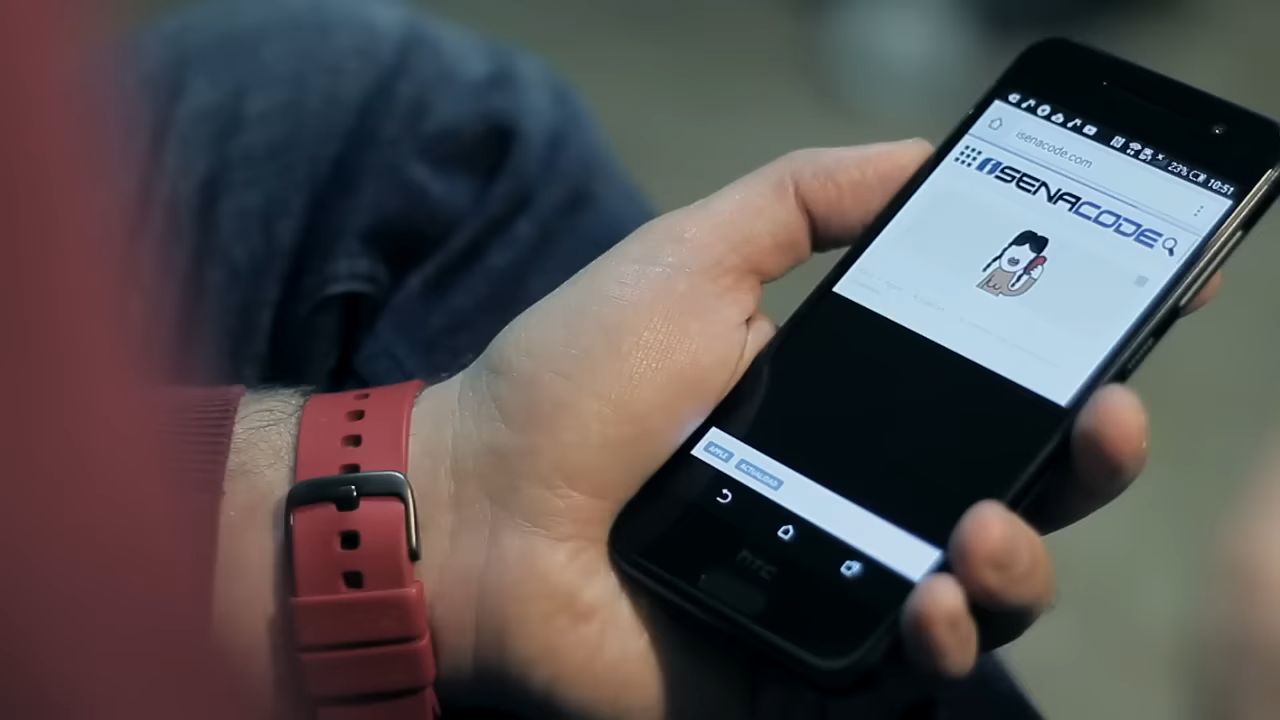 23% 10:51
isenacode.com
iSENACODE
APPLE ACTUALIDAD
hTC